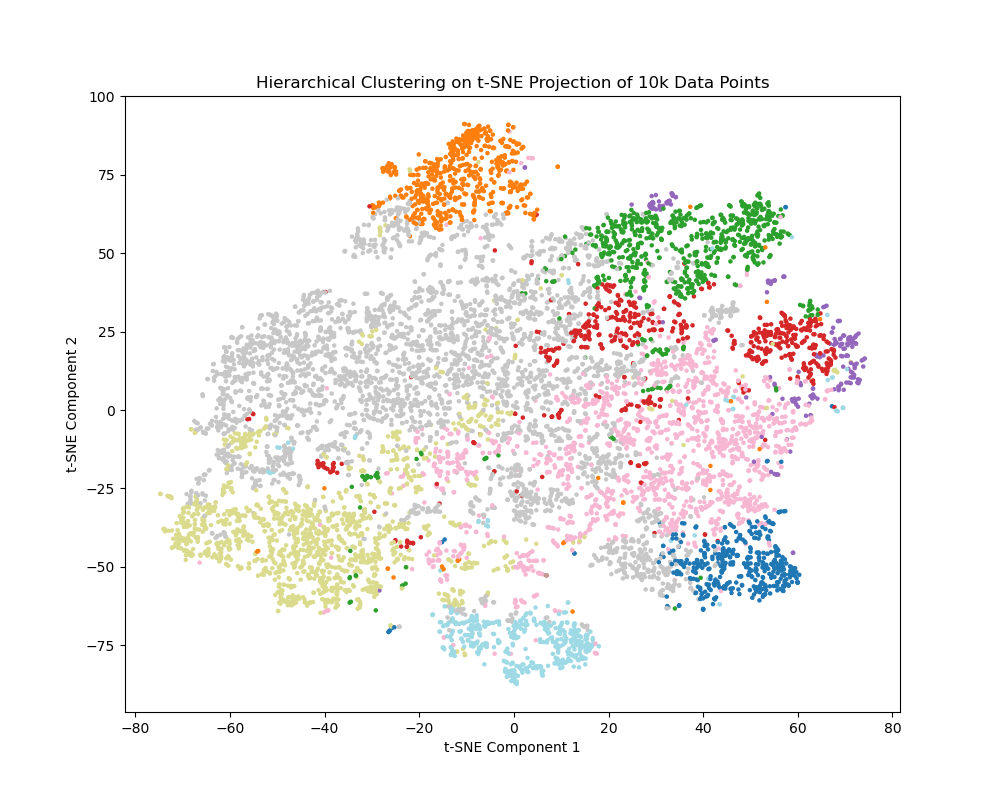 Hierarchical Clustering on t-SNE Projection of 10k Data Points
100
75
50
25
0
−25
−50
−75
t-SNE Component 2
−80 −60 −40 −20 0 20 40 60 80
t-SNE Component 1